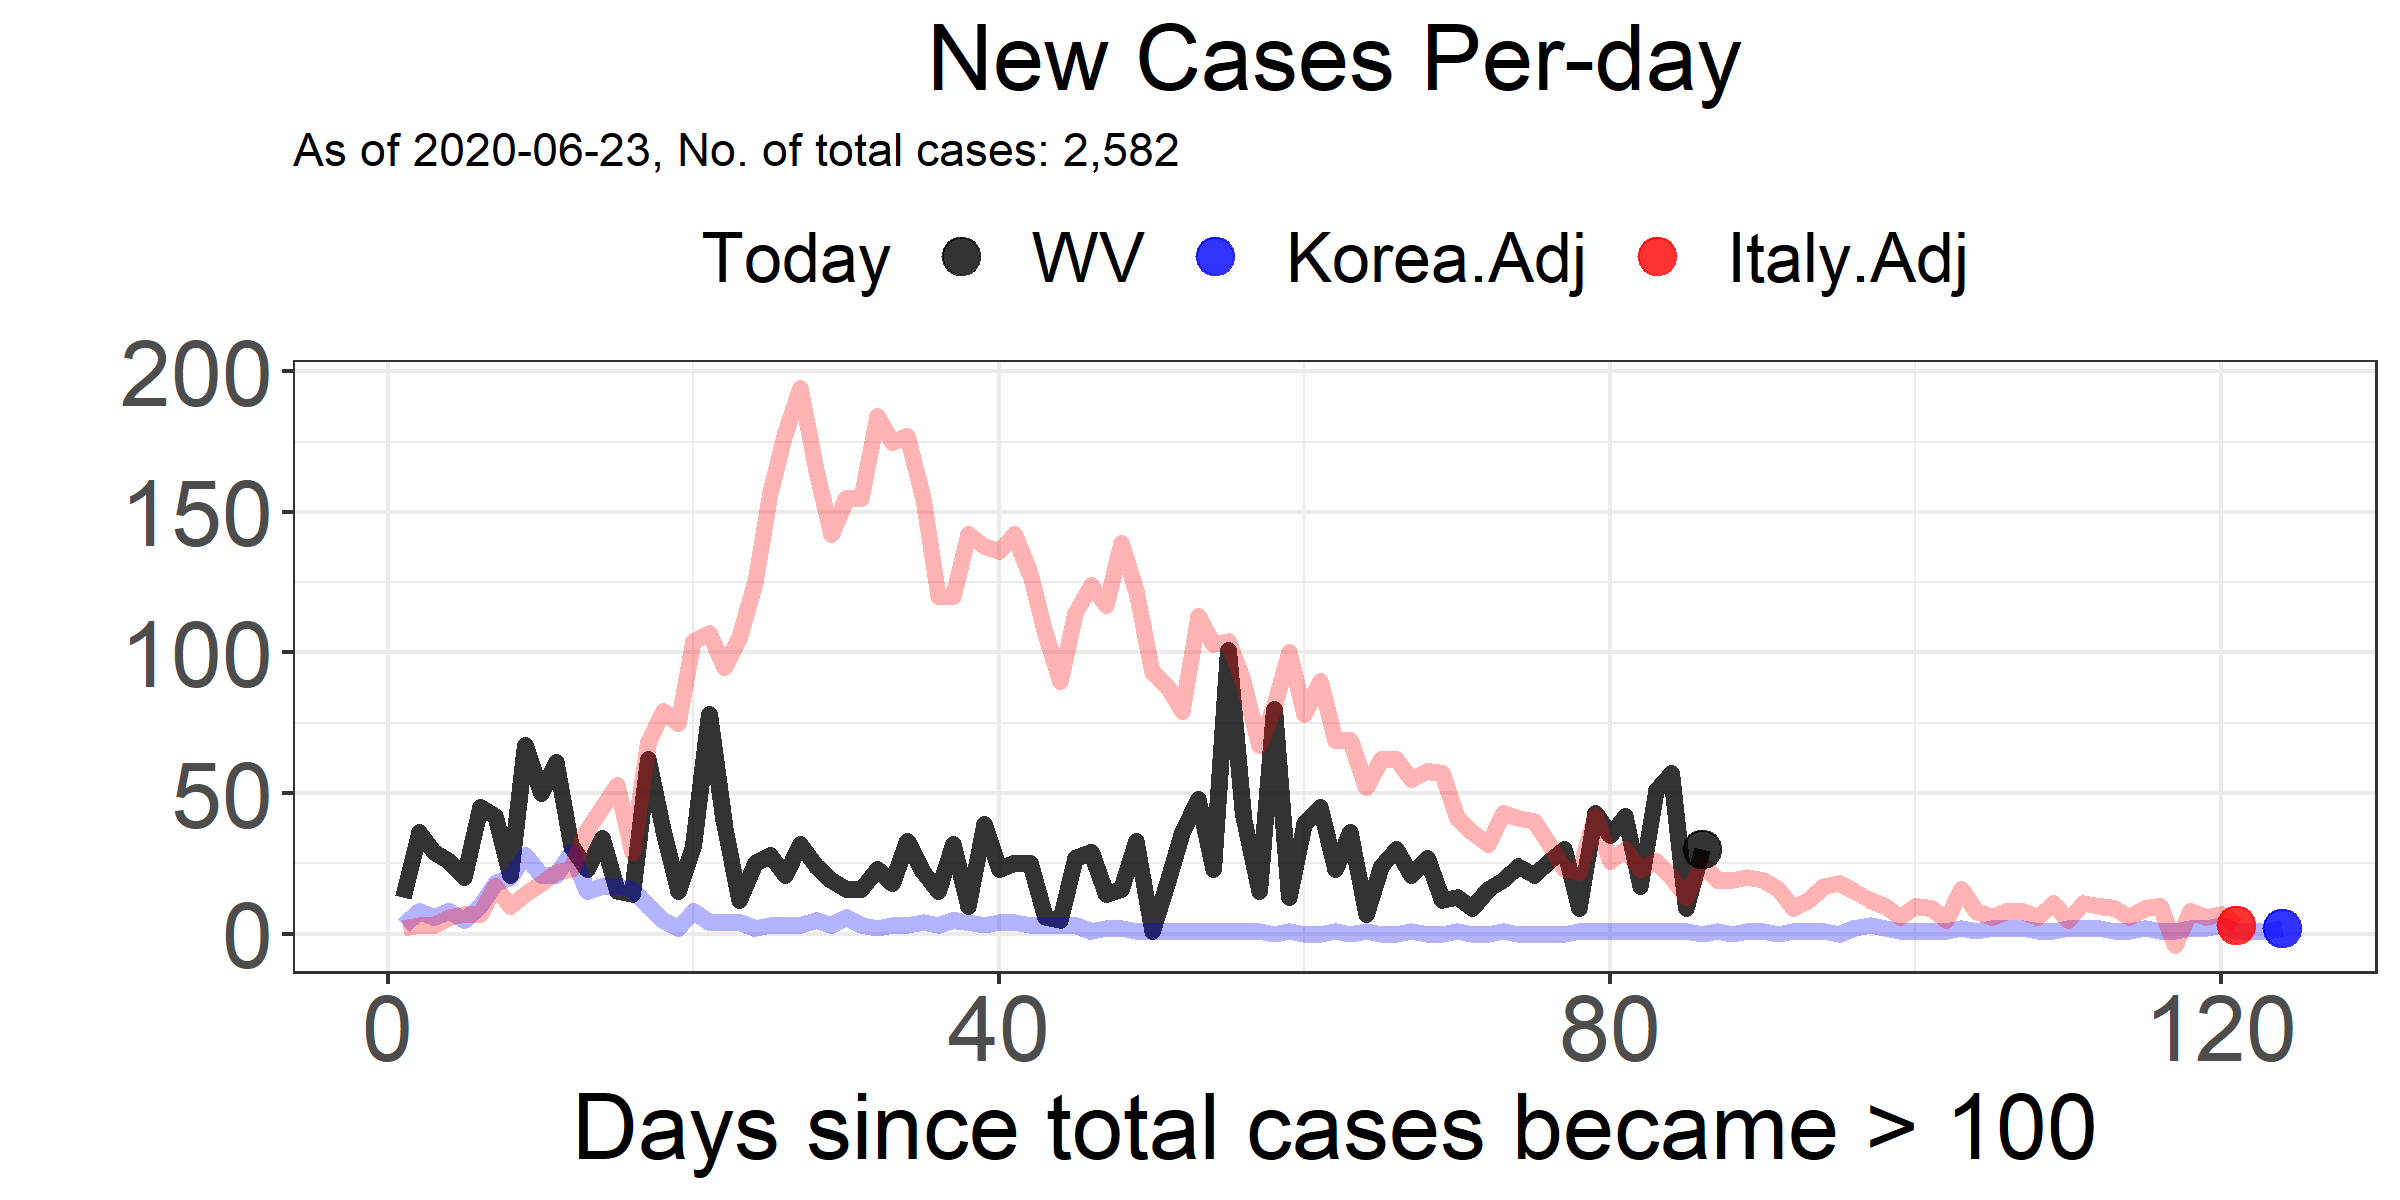 New Cases Per-day
As of 2020-06-23, No. of total cases: 2,582
Today WV Korea.Adj Italy.Adj
200
150
100
50
0
0 40 80 120
Days since total cases became > 100